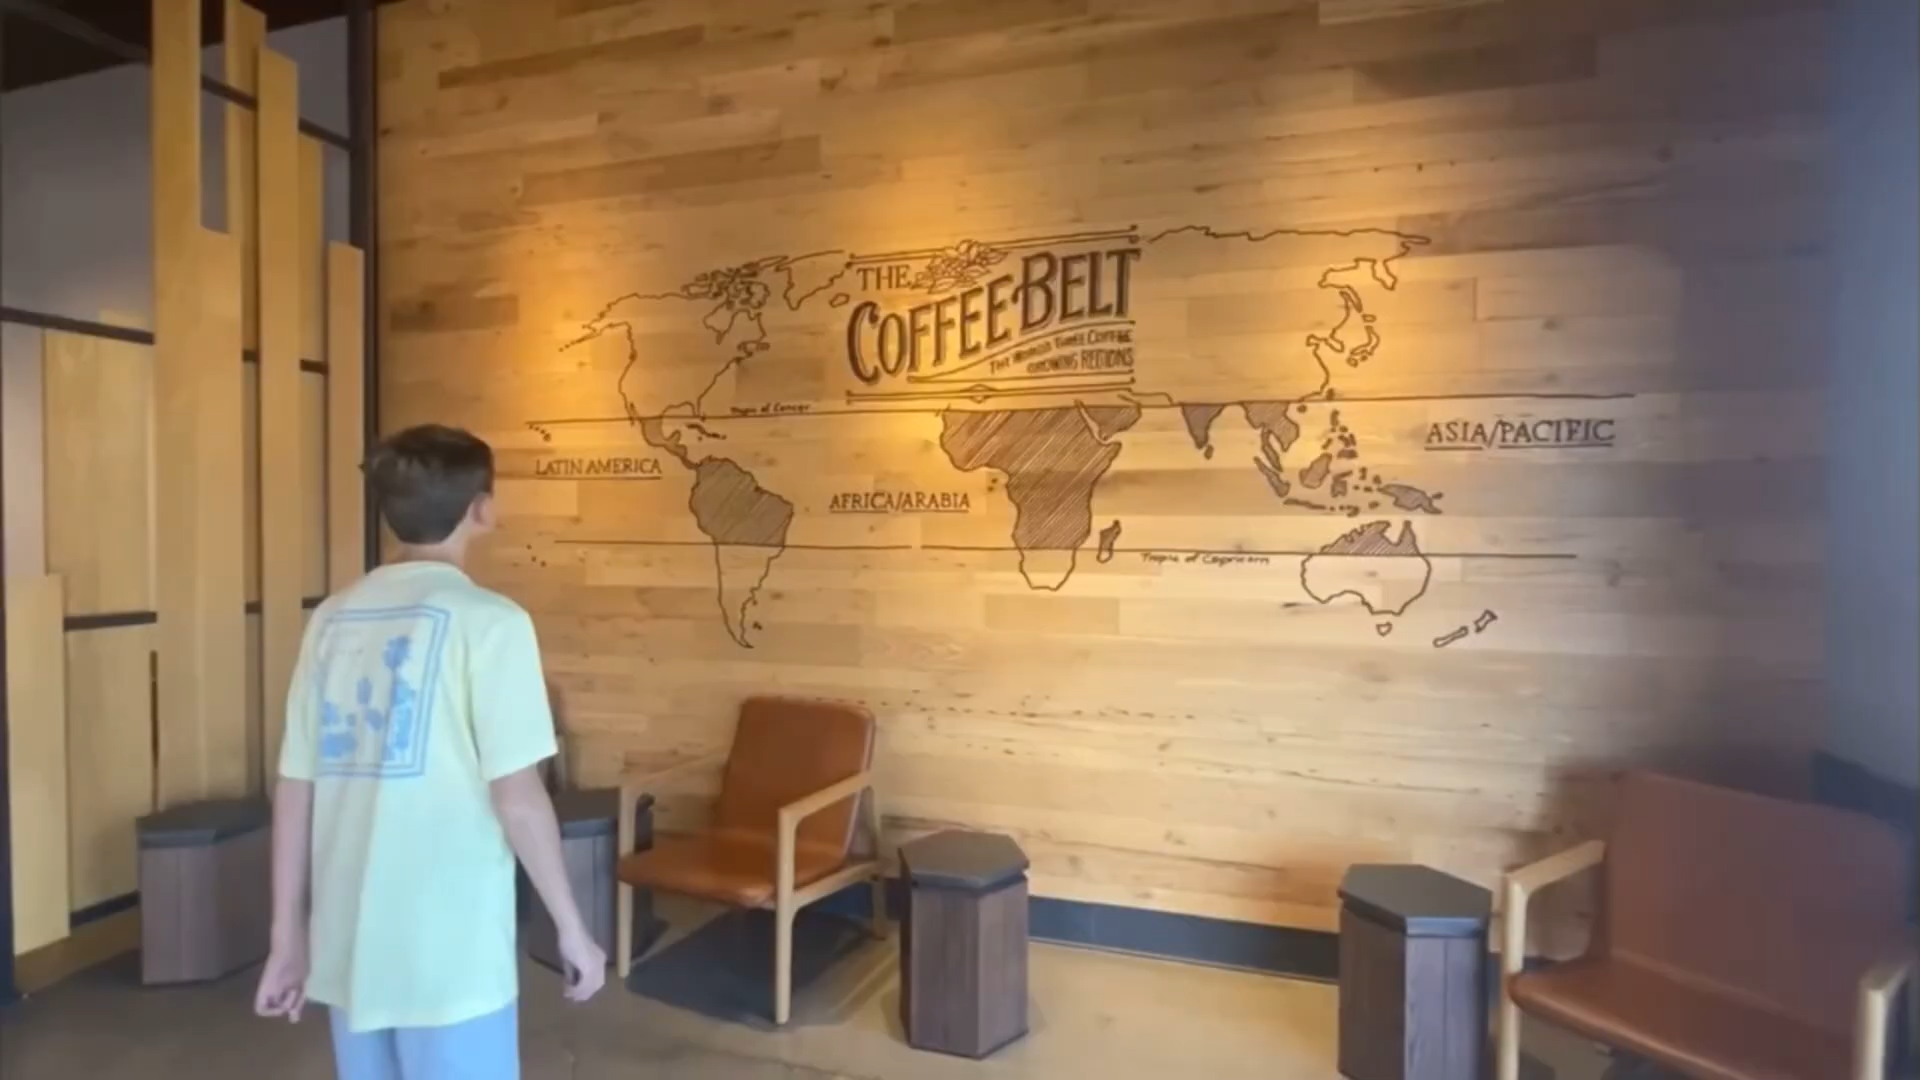 THE
COFFEE BELT
THE WORLD'S THREE COFFEE
GROWING REGIONS
Tropic of Cancer
ASIA/PACIFIC
LATIN AMERICA
AFRICA/ARABIA
Tropic of Capricorn